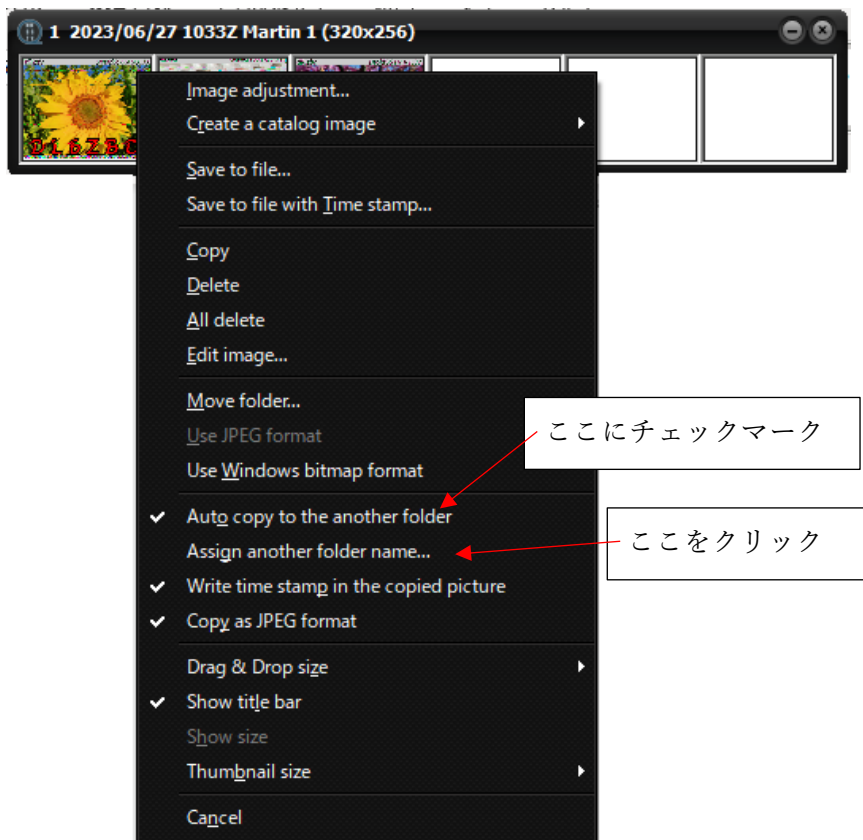 1 2023/06/27 1033Z Martin 1 (320x256)
Image adjustment...
Create a catalog image
Save to file...
Save to file with Time stamp...
Copy
Delete
All delete
Edit image...
Move folder...
Use JPEG format
Use Windows bitmap format
ここにチェックマーク
Auto copy to the another folder
Assign another folder name...
ここをクリック
Write time stamp in the copied picture
Copy as JPEG format
Drag & Drop size
Show title bar
Show size
Thumbnail size
Cancel